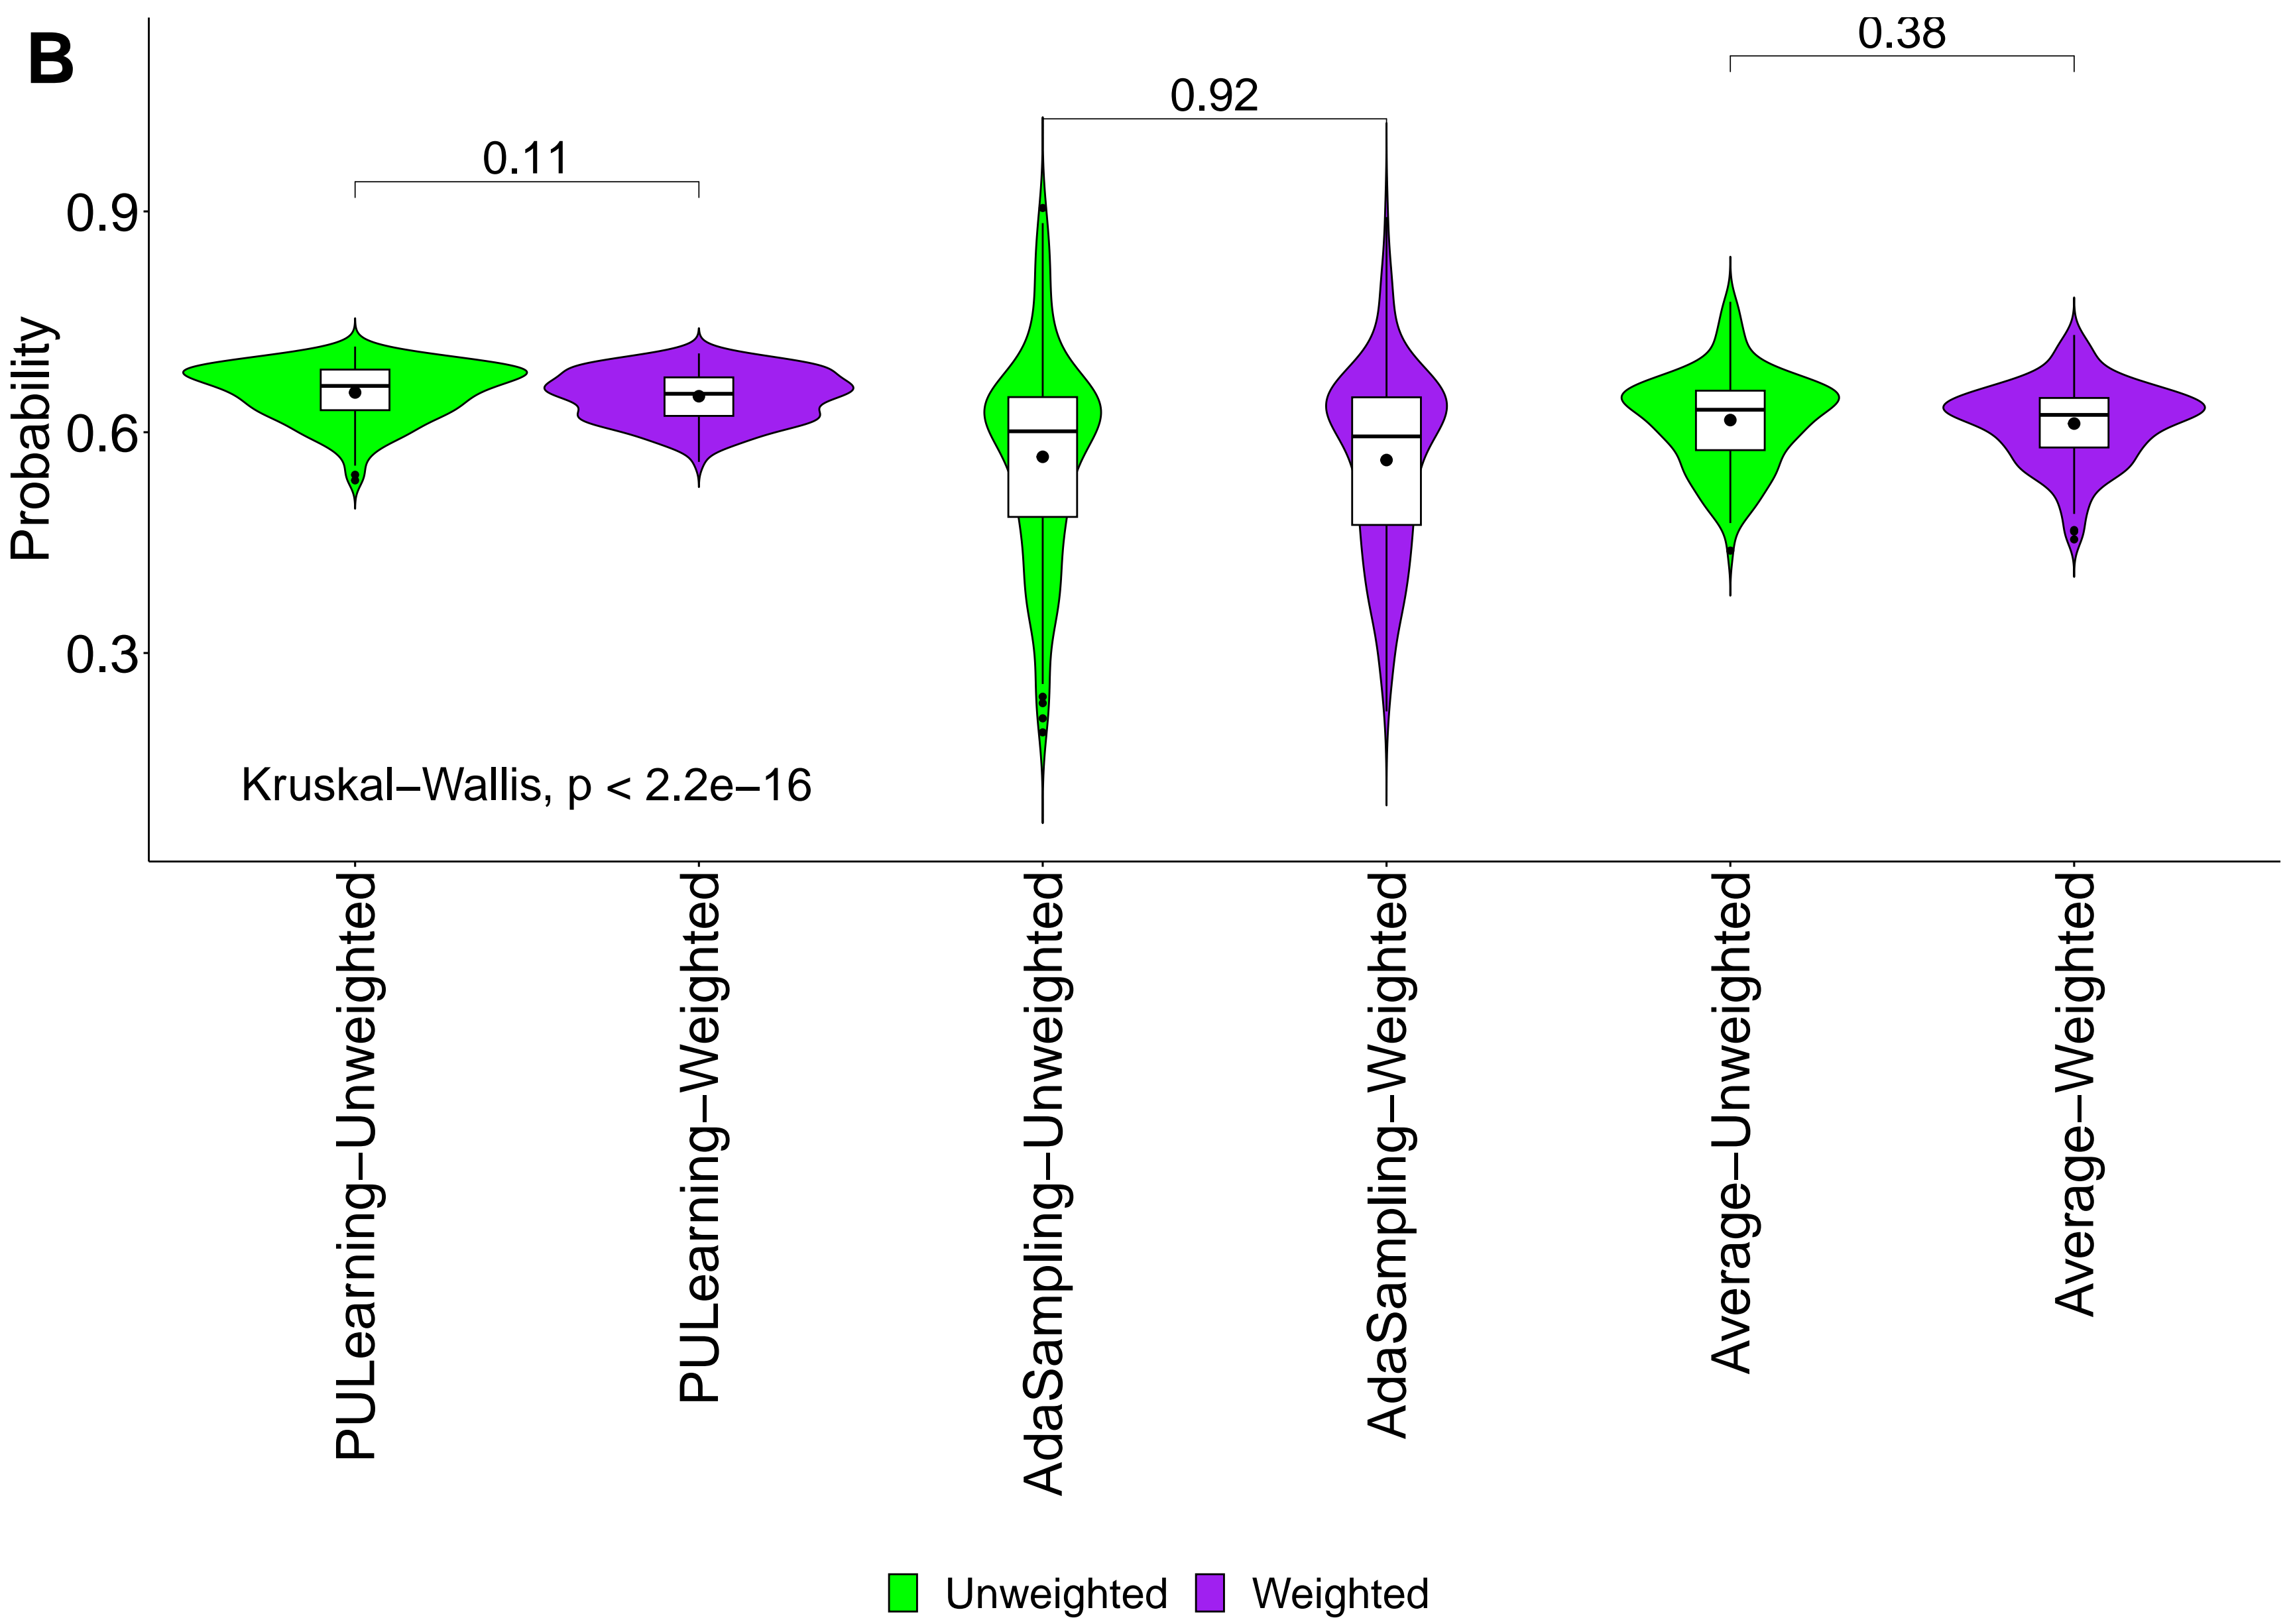 B
0.38
0.92
0.11
0.9
0.6
0.3
Probability
Kruskal–Wallis, p < 2.2e–16
PULearning–Unweighted
PULearning–Weighted
AdaSampling–Unweighted
AdaSampling–Weighted
Average–Unweighted
Average–Weighted
Unweighted
Weighted